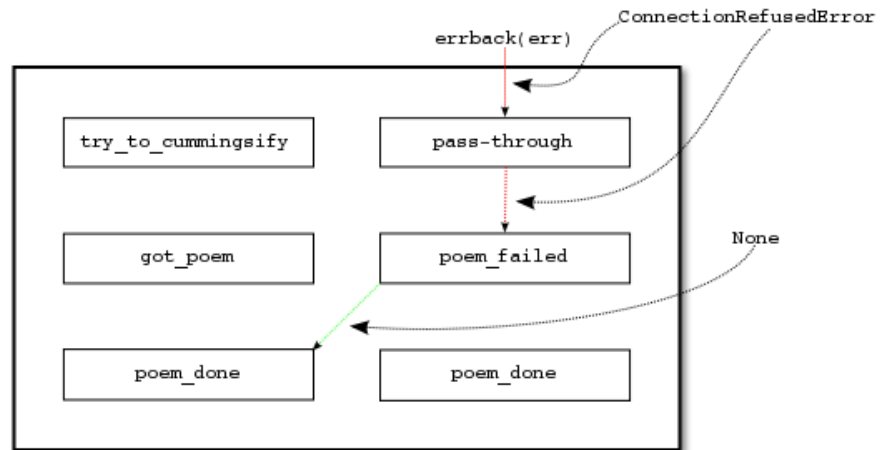 ConnectionRefusedError
errback(err)
try_to_cummingsify
pass-through
got_poem
poem_failed
None
poem_done
poem_done